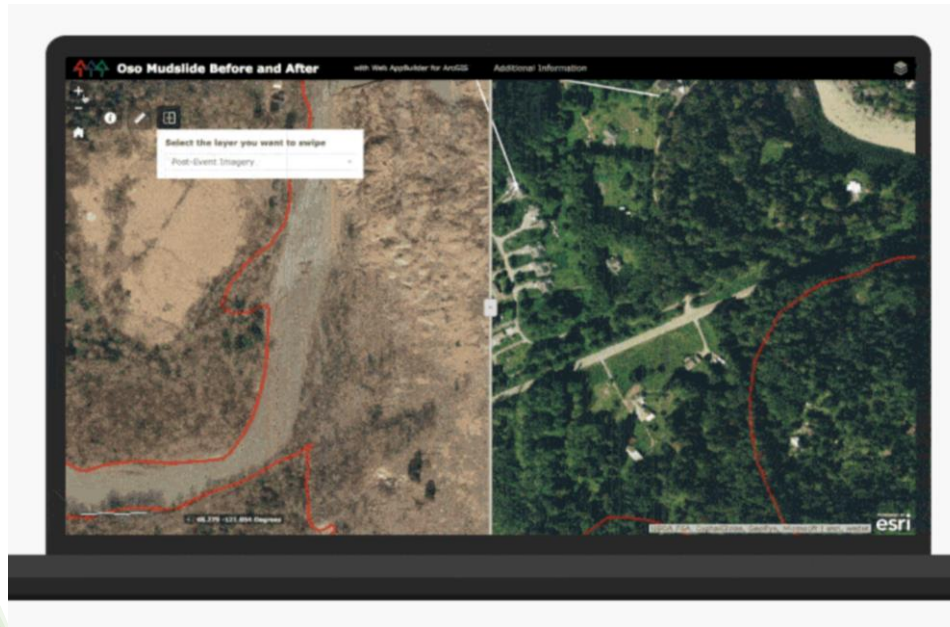 Oso Mudslide Before and After
with Web AppBuilder for ArcGIS
Additional Information
Select the layer you want to swipe
Post-Event Imagery
Degrees
esri